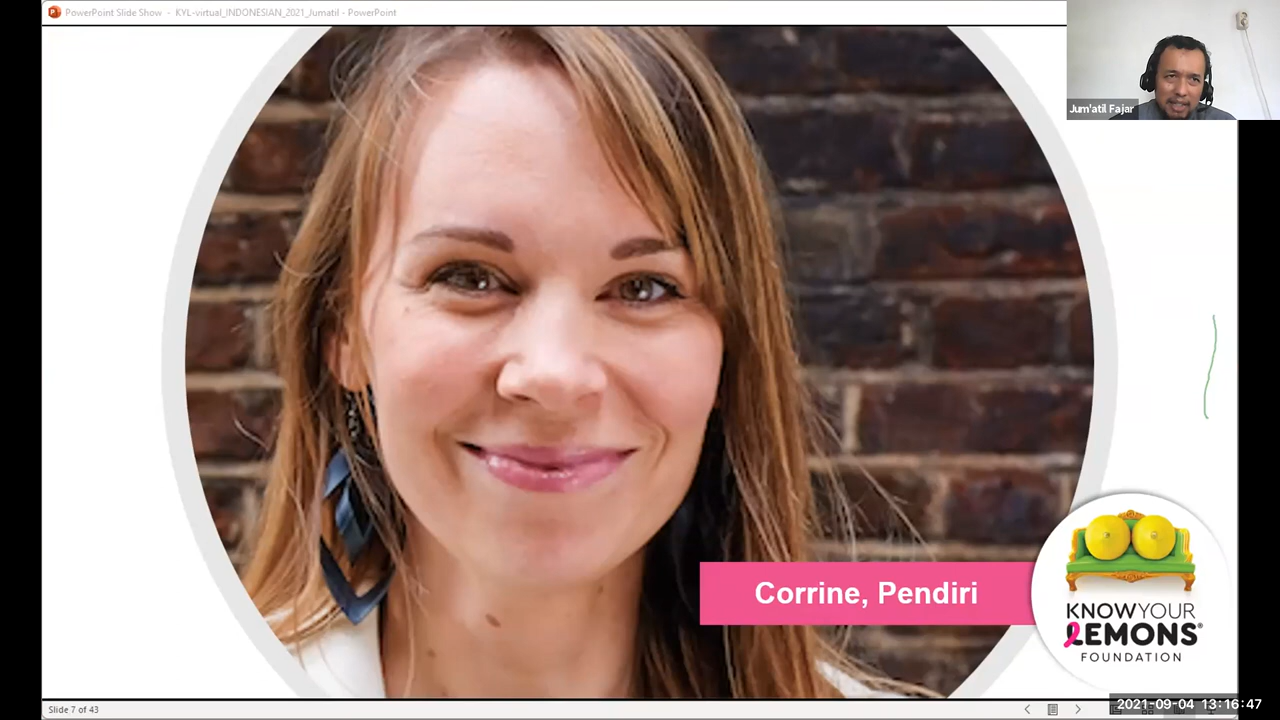 PowerPoint Slide Show - KYL-virtual_INDONESIAN_2021_Jumatil - PowerPoint
Jum'atil Fajar
Corrine, Pendiri
KNOW YOUR
LEMONS®
FOUNDATION
Slide 7 of 43
2021-09-04 13:16:47